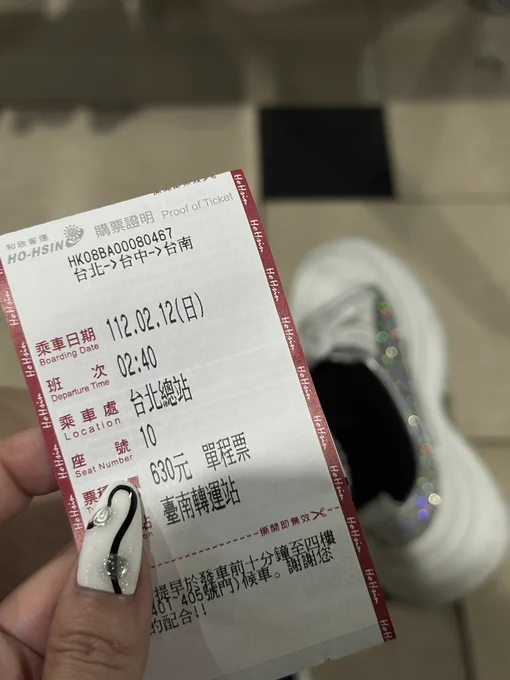 和欣客運
HO-HSIN 購票證明 Proof of Ticket
HK08BA00080467
台北->台中->台南
乘車日期 112.02.12(日)
Boarding Date
班次 02:40
Departure Time
乘車處 台北總站
Location
座號 10
Seat Number
票 630元 單程票
臺南轉運站
撕開即無效
提早於發車前十分鐘至四樓
401~405號門,候車。謝謝您
的配合!!
HoHsin